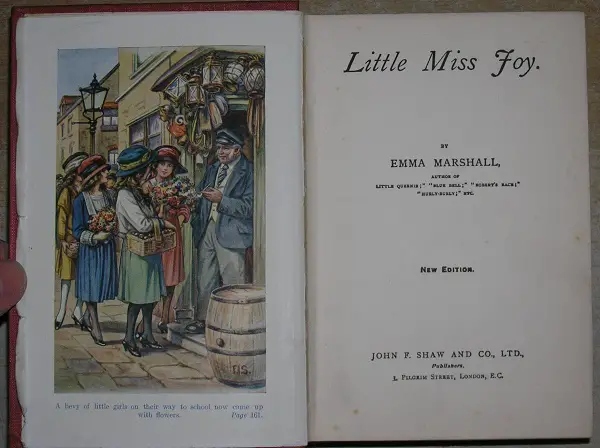 A bevy of little girls on their way to school now come up
with flowers. Page 161.
Little Miss Joy.
BY
EMMA MARSHALL,
AUTHOR OF
LITTLE QUEENIE;" "BLUE BELL;" "
"HURLY-BURLY;" ETC.
NEW EDITION.
JOHN F. SHAW AND CO., LTD.,
Publishers,
3, PILGRIM STREET, LONDON, E.C.